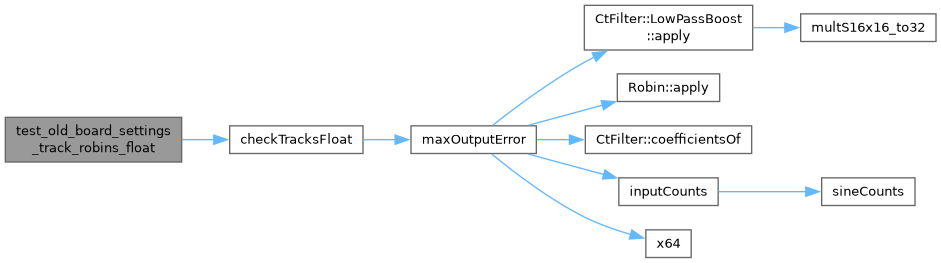 test_old_board_settings
_track_robins_float
checkTracksFloat
maxOutputError
CtFilter::LowPassBoost
::apply
multS16x16_to32
Robin::apply
CtFilter::coefficientsOf
inputCounts
sineCounts
x64